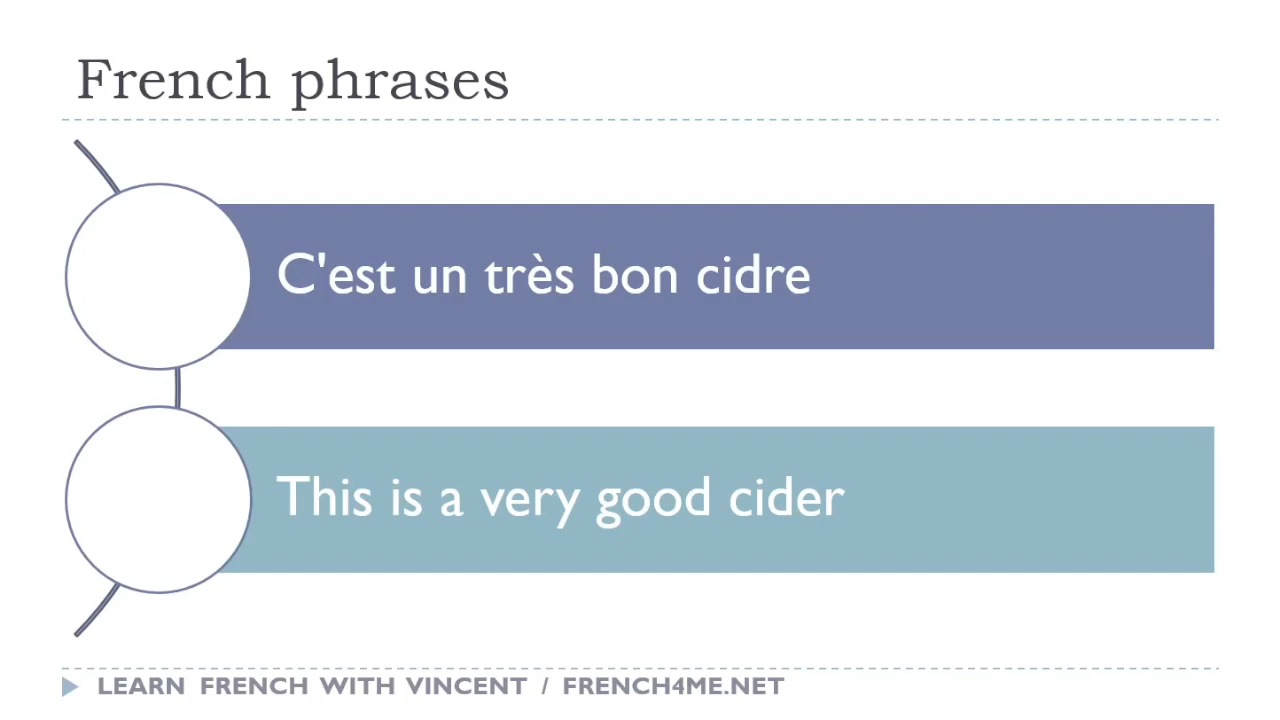 French phrases
C'est un très bon cidre
This is a very good cider
LEARN FRENCH WITH VINCENT / FRENCH4ME.NET